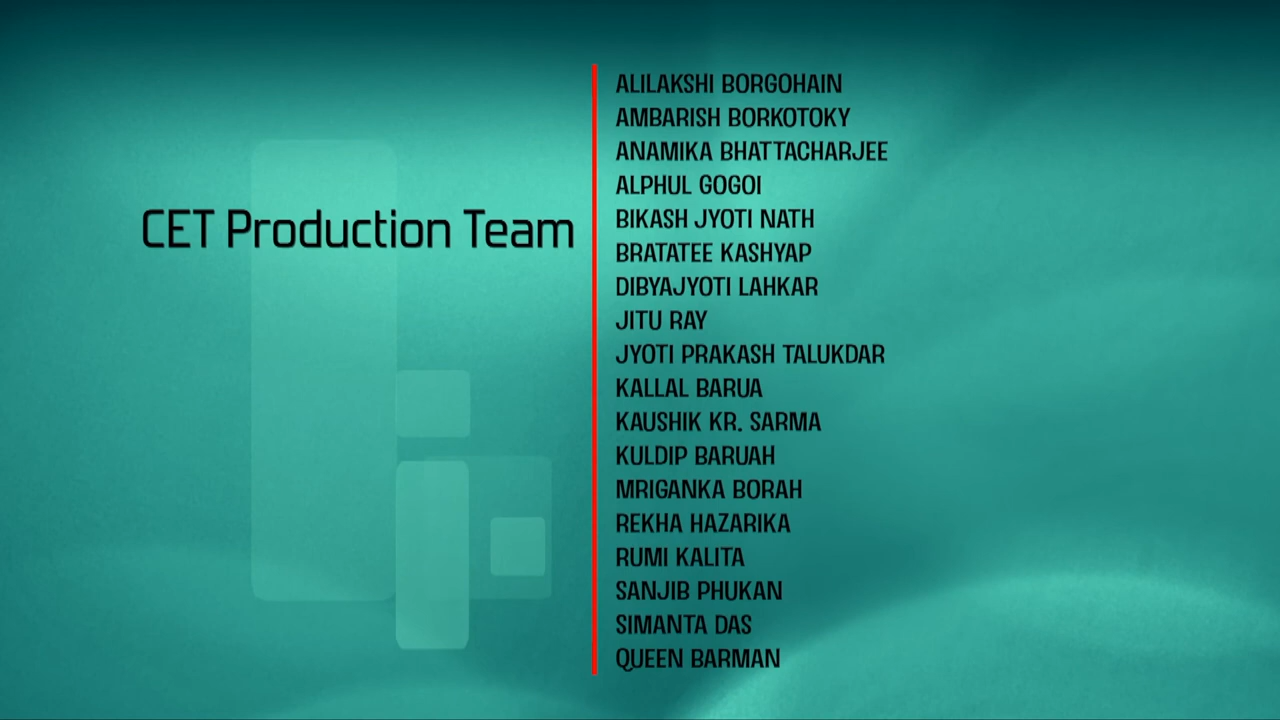 CET Production Team
ALILAKSHI BORGOHAIN
AMBARISH BORKOTOKY
ANAMIKA BHATTACHARJEE
ALPHUL GOGOI
BIKASH JYOTI NATH
BRATATEE KASHYAP
DIBYAJYOTI LAHKAR
JITU RAY
JYOTI PRAKASH TALUKDAR
KALLAL BARUA
KAUSHIK KR. SARMA
KULDIP BARUAH
MRIGANKA BORAH
REKHA HAZARIKA
RUMI KALITA
SANJIB PHUKAN
SIMANTA DAS
QUEEN BARMAN